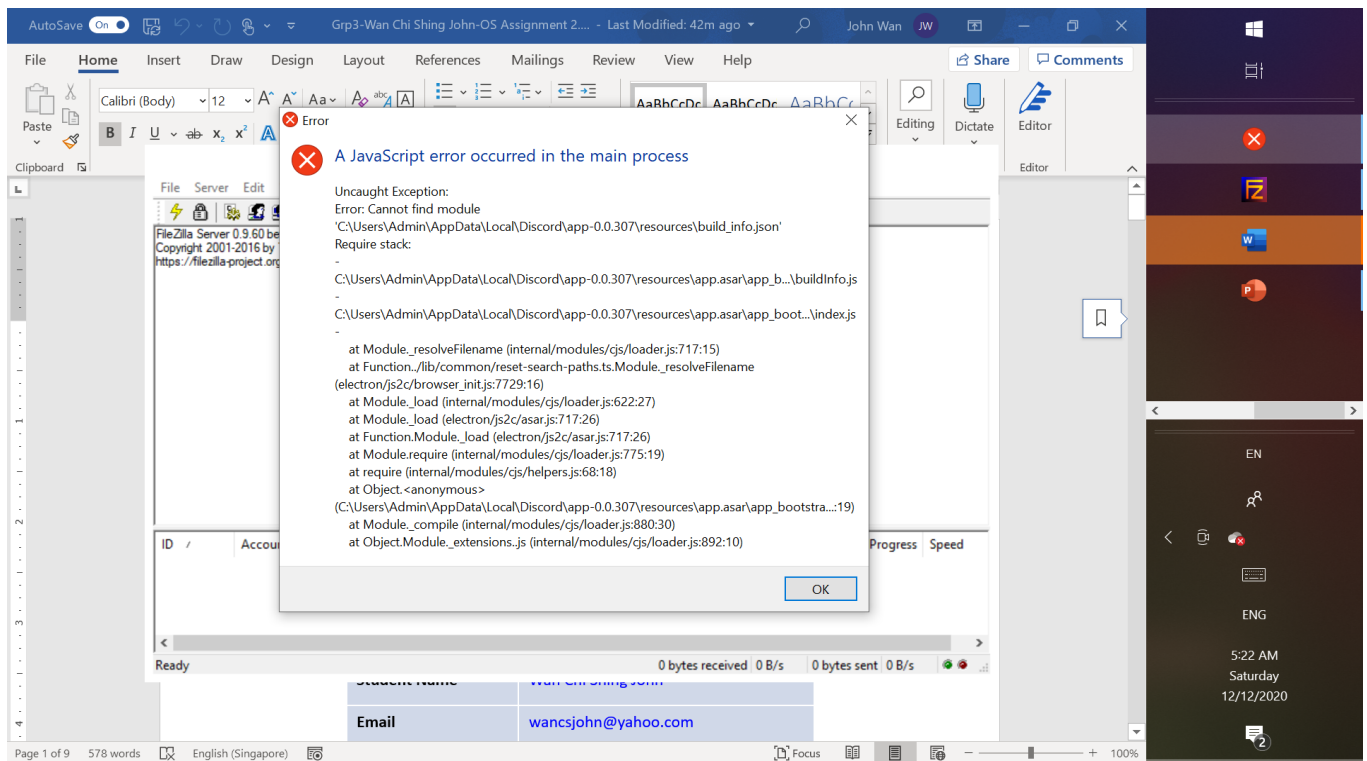 AutoSave On Grp3-Wan Chi Shing John-OS Assignment 2.... - Last Modified: 42m ago John Wan JW
File Home Insert Draw Design Layout References Mailings Review View Help Share Comments
Paste
Calibri (Body) 12 A A Aa A abc A A
B I U ab x2 x2 A
AaBbCcDc AaBbCcDc AaBbCc
Editing Dictate Editor
Clipboard Editor
File Server Edit
FileZilla Server 0.9.60 be
Copyright 2001-2016 by
https://filezilla-project.org
Error
A JavaScript error occurred in the main process
Uncaught Exception:
Error: Cannot find module
'C:\Users\Admin\AppData\Local\Discord\app-0.0.307\resources\build_info.json'
Require stack:
-
C:\Users\Admin\AppData\Local\Discord\app-0.0.307\resources\app.asar\app_b...\buildInfo.js
-
C:\Users\Admin\AppData\Local\Discord\app-0.0.307\resources\app.asar\app_boot...\index.js
-
at Module._resolveFilename (internal/modules/cjs/loader.js:717:15)
at Function../lib/common/reset-search-paths.ts.Module._resolveFilename
(electron/js2c/browser_init.js:7729:16)
at Module._load (internal/modules/cjs/loader.js:622:27)
at Module._load (electron/js2c/asar.js:717:26)
at Function.Module._load (electron/js2c/asar.js:717:26)
at Module.require (internal/modules/cjs/loader.js:775:19)
at require (internal/modules/cjs/helpers.js:68:18)
at Object.<anonymous>
(C:\Users\Admin\AppData\Local\Discord\app-0.0.307\resources\app.asar\app_bootstra...:19)
at Module._compile (internal/modules/cjs/loader.js:880:30)
at Object.Module._extensions..js (internal/modules/cjs/loader.js:892:10)
OK
ID / Accou Progress Speed
Ready 0 bytes received 0 B/s 0 bytes sent 0 B/s
Student Name Wan Chi Shing John
Email wancsjohn@yahoo.com
Page 1 of 9 578 words English (Singapore) Focus 100%
EN
ENG
5:22 AM
Saturday
12/12/2020
2